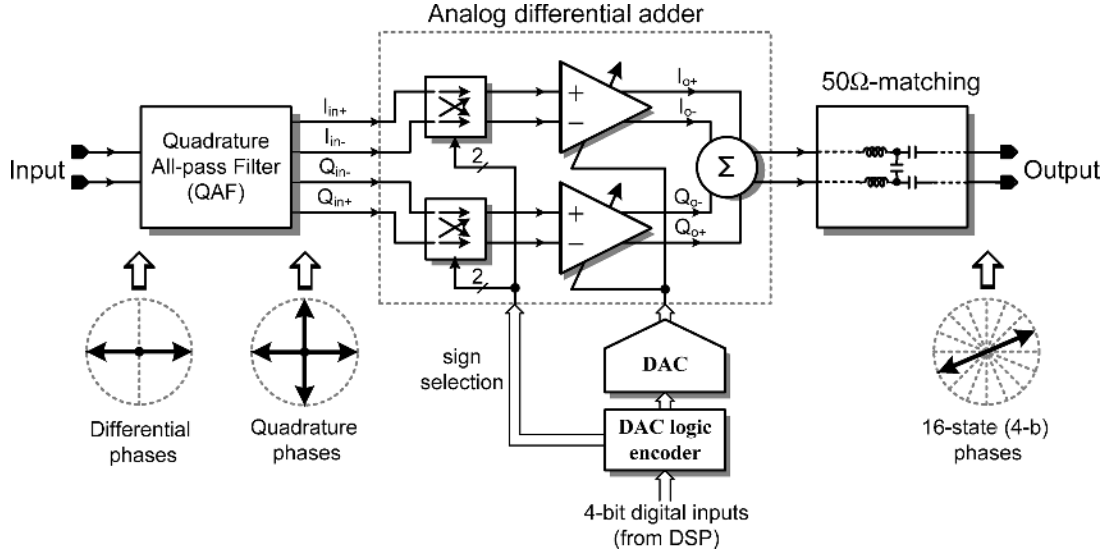 Analog differential adder
50Ω-matching
Input
Quadrature
All-pass Filter
(QAF)
I_in+
I_in-
Q_in-
Q_in+
2
2
+
−
+
−
I_o+
I_o-
Q_o-
Q_o+
Σ
Output
Differential
phases
Quadrature
phases
sign
selection
DAC
DAC logic
encoder
4-bit digital inputs
(from DSP)
16-state (4-b)
phases